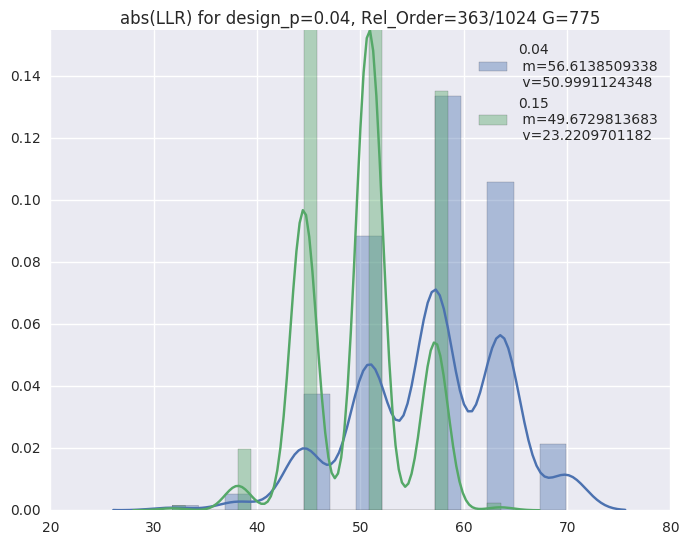 abs(LLR) for design_p=0.04, Rel_Order=363/1024 G=775
0.04
m=56.6138509338
v=50.9991124348
0.15
m=49.6729813683
v=23.2209701182
0.14
0.12
0.10
0.08
0.06
0.04
0.02
0.00
20 30 40 50 60 70 80